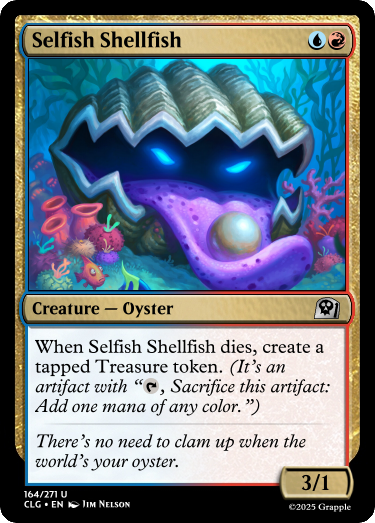 Selfish Shellfish
Creature — Oyster
When Selfish Shellfish dies, create a
tapped Treasure token. (It's an
artifact with “, Sacrifice this artifact:
Add one mana of any color.”)
There's no need to clam up when the
world's your oyster.
3/1
164/271 U
CLG • EN Jim Nelson
©2025 Grapple